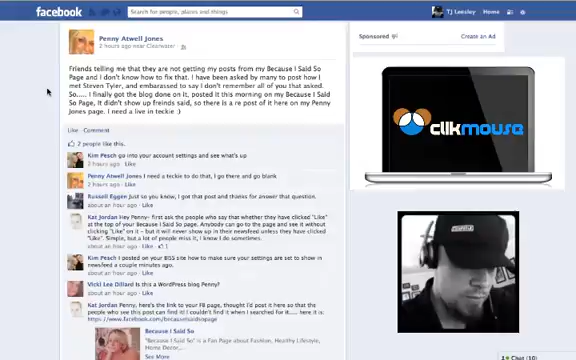 facebook
Search for people, places and things
TJ Leesley
Home
Penny Atwell Jones
2 hours ago near Clearwater
Sponsored
Create an Ad
Friends telling me that they are not getting my posts from my Because I Said So
Page and I don't know how to fix that. I have been asked by many to post how I
met Steven Tyler, and embarassed to say I don't remember all of you that asked.
So..... I finally got the blog done on it, posted it this morning on my Because I Said
So Page, It didn't show up freinds said, so there is a re post of it here on my Penny
Jones page. I need a live in teckie :)
Like · Comment
2 people like this.
Kim Pesch go into your account settings and see what's up
2 hours ago · Like
Penny Atwell Jones I need a teckie to do that, I go there and go blank
2 hours ago · Like
Russell Eggen Just so you know, I got that post and thanks for answer that question.
about an hour ago · Like
Kat Jordan Hey Penny- first ask the people who say that whether they have clicked "Like"
at the top of your Because I Said So page. Anybody can go to the page and see it without
clicking "Like" on it - but it will never show up in their newsfeed unless they have clicked
"Like". Simple, but a lot of people miss it, I know I do sometimes.
about an hour ago · Like · 1
Kim Pesch I posted on your BISS site how to make sure your settings are set to show in
newsfeed a couple minutes ago.
about an hour ago · Like
Vicki Lee Dillard Is this a WordPress blog Penny?
about an hour ago · Like
Kat Jordan Penny, here's the link to your FB page, thought I'd post it here so that the
people who see this post can find it! I couldn't find it when I searched for it..... here it is:
https://www.facebook.com/becauseisaidsopage
Because I Said So
"Because I Said So" is a Fan Page about Fashion, Healthy Lifestyle,
Home Decor,...
See More
clikmouse
Chat (10)